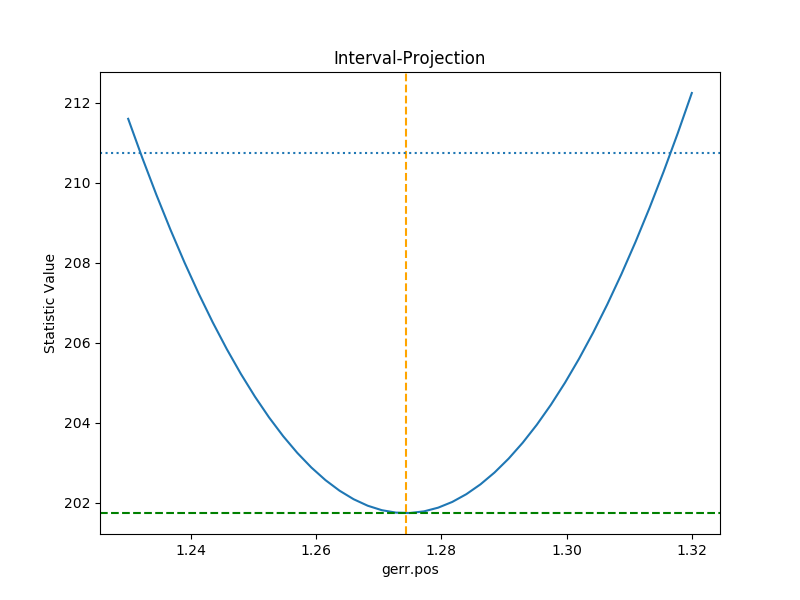 Interval-Projection
212
210
208
206
204
202
Statistic Value
1.24 1.26 1.28 1.30 1.32
gerr.pos